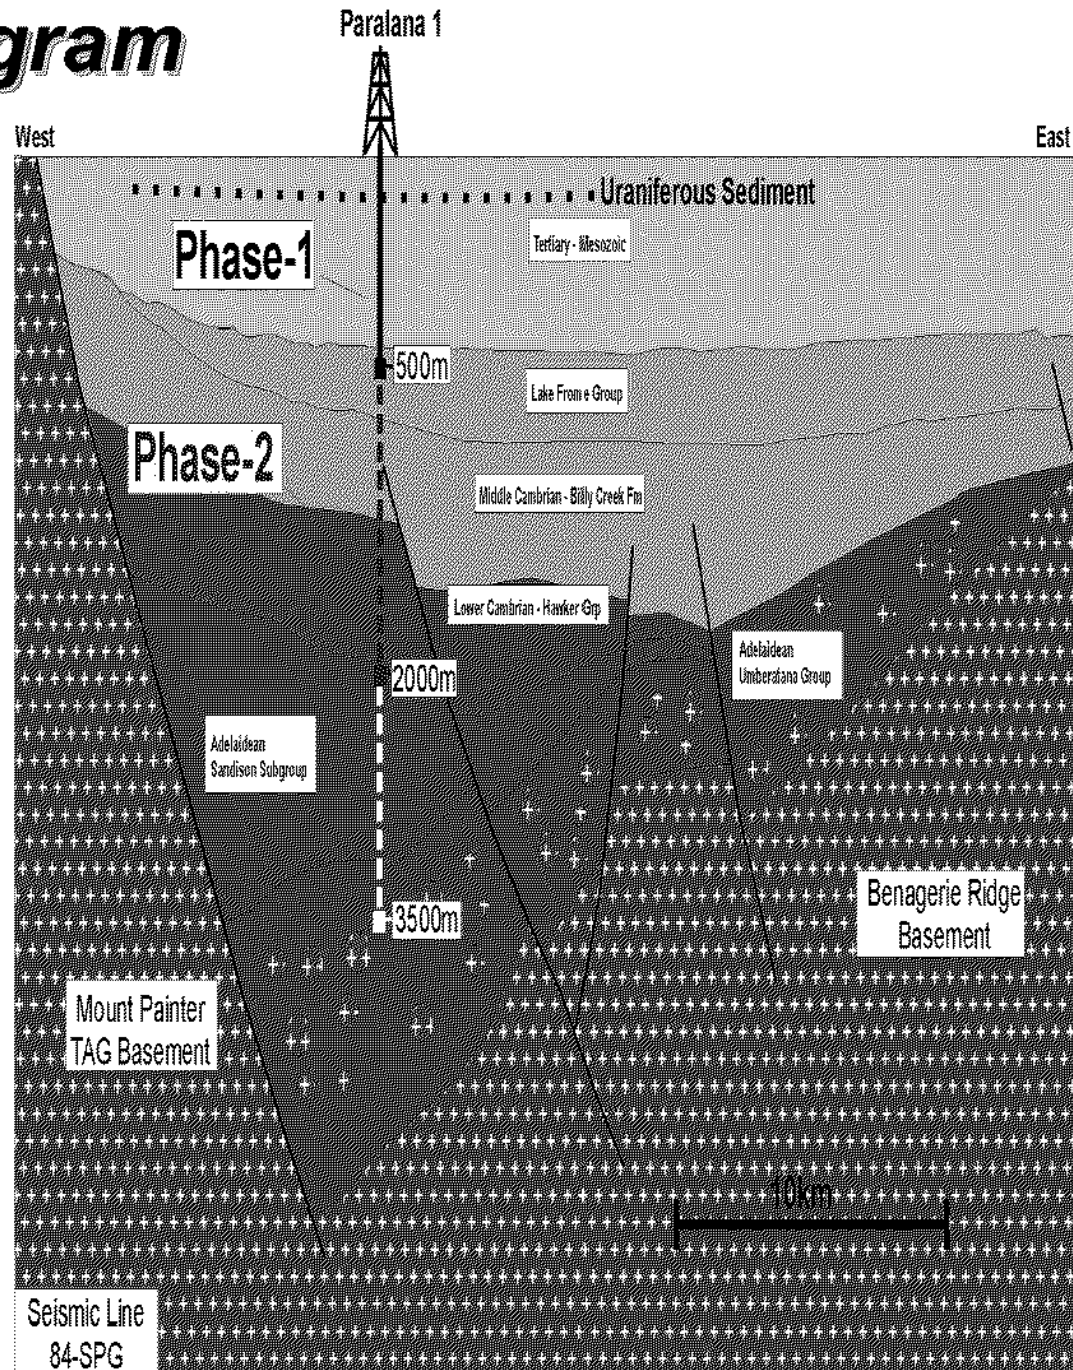 gram
Paralana 1
West
East
Uraniferous Sediment
Phase-1
Tertiary - Mesozoic
500m
Lake Frome Group
Phase-2
Middle Cambrian - Billy Creek Fm
Lower Cambrian - Hawker Grp
2000m
Adelaidean
Umberatana Group
Adelaidean
Sandison Subgroup
3500m
Benagerie Ridge
Basement
Mount Painter
TAG Basement
10km
Seismic Line
84-SPG